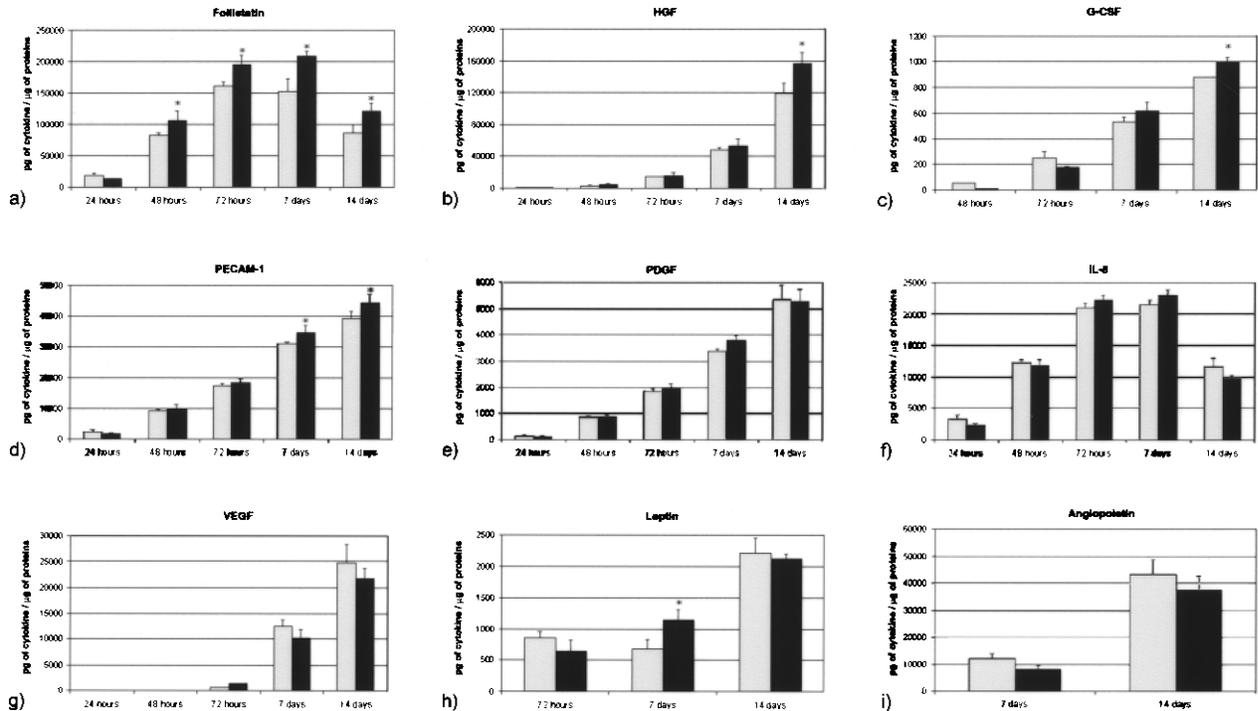 Follistatin
pg of cytokine / µg of proteins
250000
200000
150000
100000
50000
0
* * * *
24 hours 48 hours 72 hours 7 days 14 days
a)
HGF
pg of cytokine / µg of proteins
200000
160000
120000
80000
40000
0
*
24 hours 48 hours 72 hours 7 days 14 days
b)
G-CSF
pg of cytokine / µg of proteins
1200
1000
800
600
400
200
0
*
48 hours 72 hours 7 days 14 days
c)
PECAM-1
pg of cytokine / µg of proteins
0
* *
24 hours 48 hours 72 hours 7 days 14 days
d)
PDGF
pg of cytokine / µg of proteins
5000
4000
3000
2000
1000
0
24 hours 48 hours 72 hours 7 days 14 days
e)
IL-8
pg of cytokine / µg of proteins
25000
20000
15000
10000
5000
0
24 hours 48 hours 72 hours 7 days 14 days
f)
VEGF
pg of cytokine / µg of proteins
30000
25000
20000
15000
10000
5000
0
24 hours 48 hours 72 hours 7 days 14 days
g)
Leptin
pg of cytokine / µg of proteins
2500
2000
1500
1000
500
0
*
72 hours 7 days 14 days
h)
Angiopoietin
pg of cytokine / µg of proteins
60000
50000
40000
30000
20000
10000
0
7 days 14 days
i)